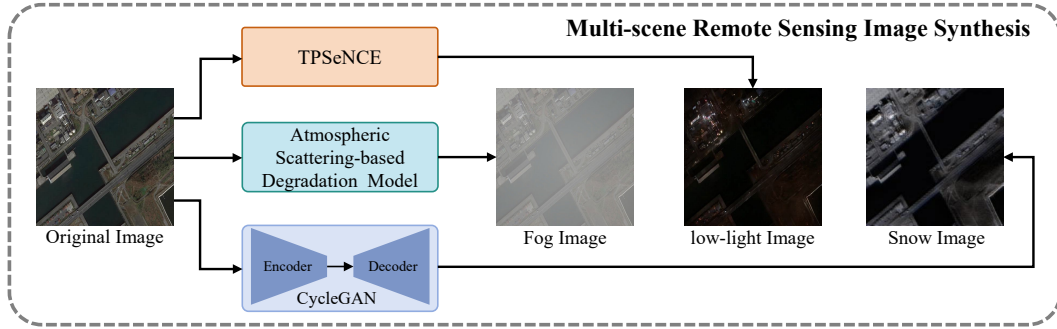 Multi-scene Remote Sensing Image Synthesis
TPSeNCE
Atmospheric
Scattering-based
Degradation Model
Original Image
Fog Image
low-light Image
Snow Image
Encoder
Decoder
CycleGAN